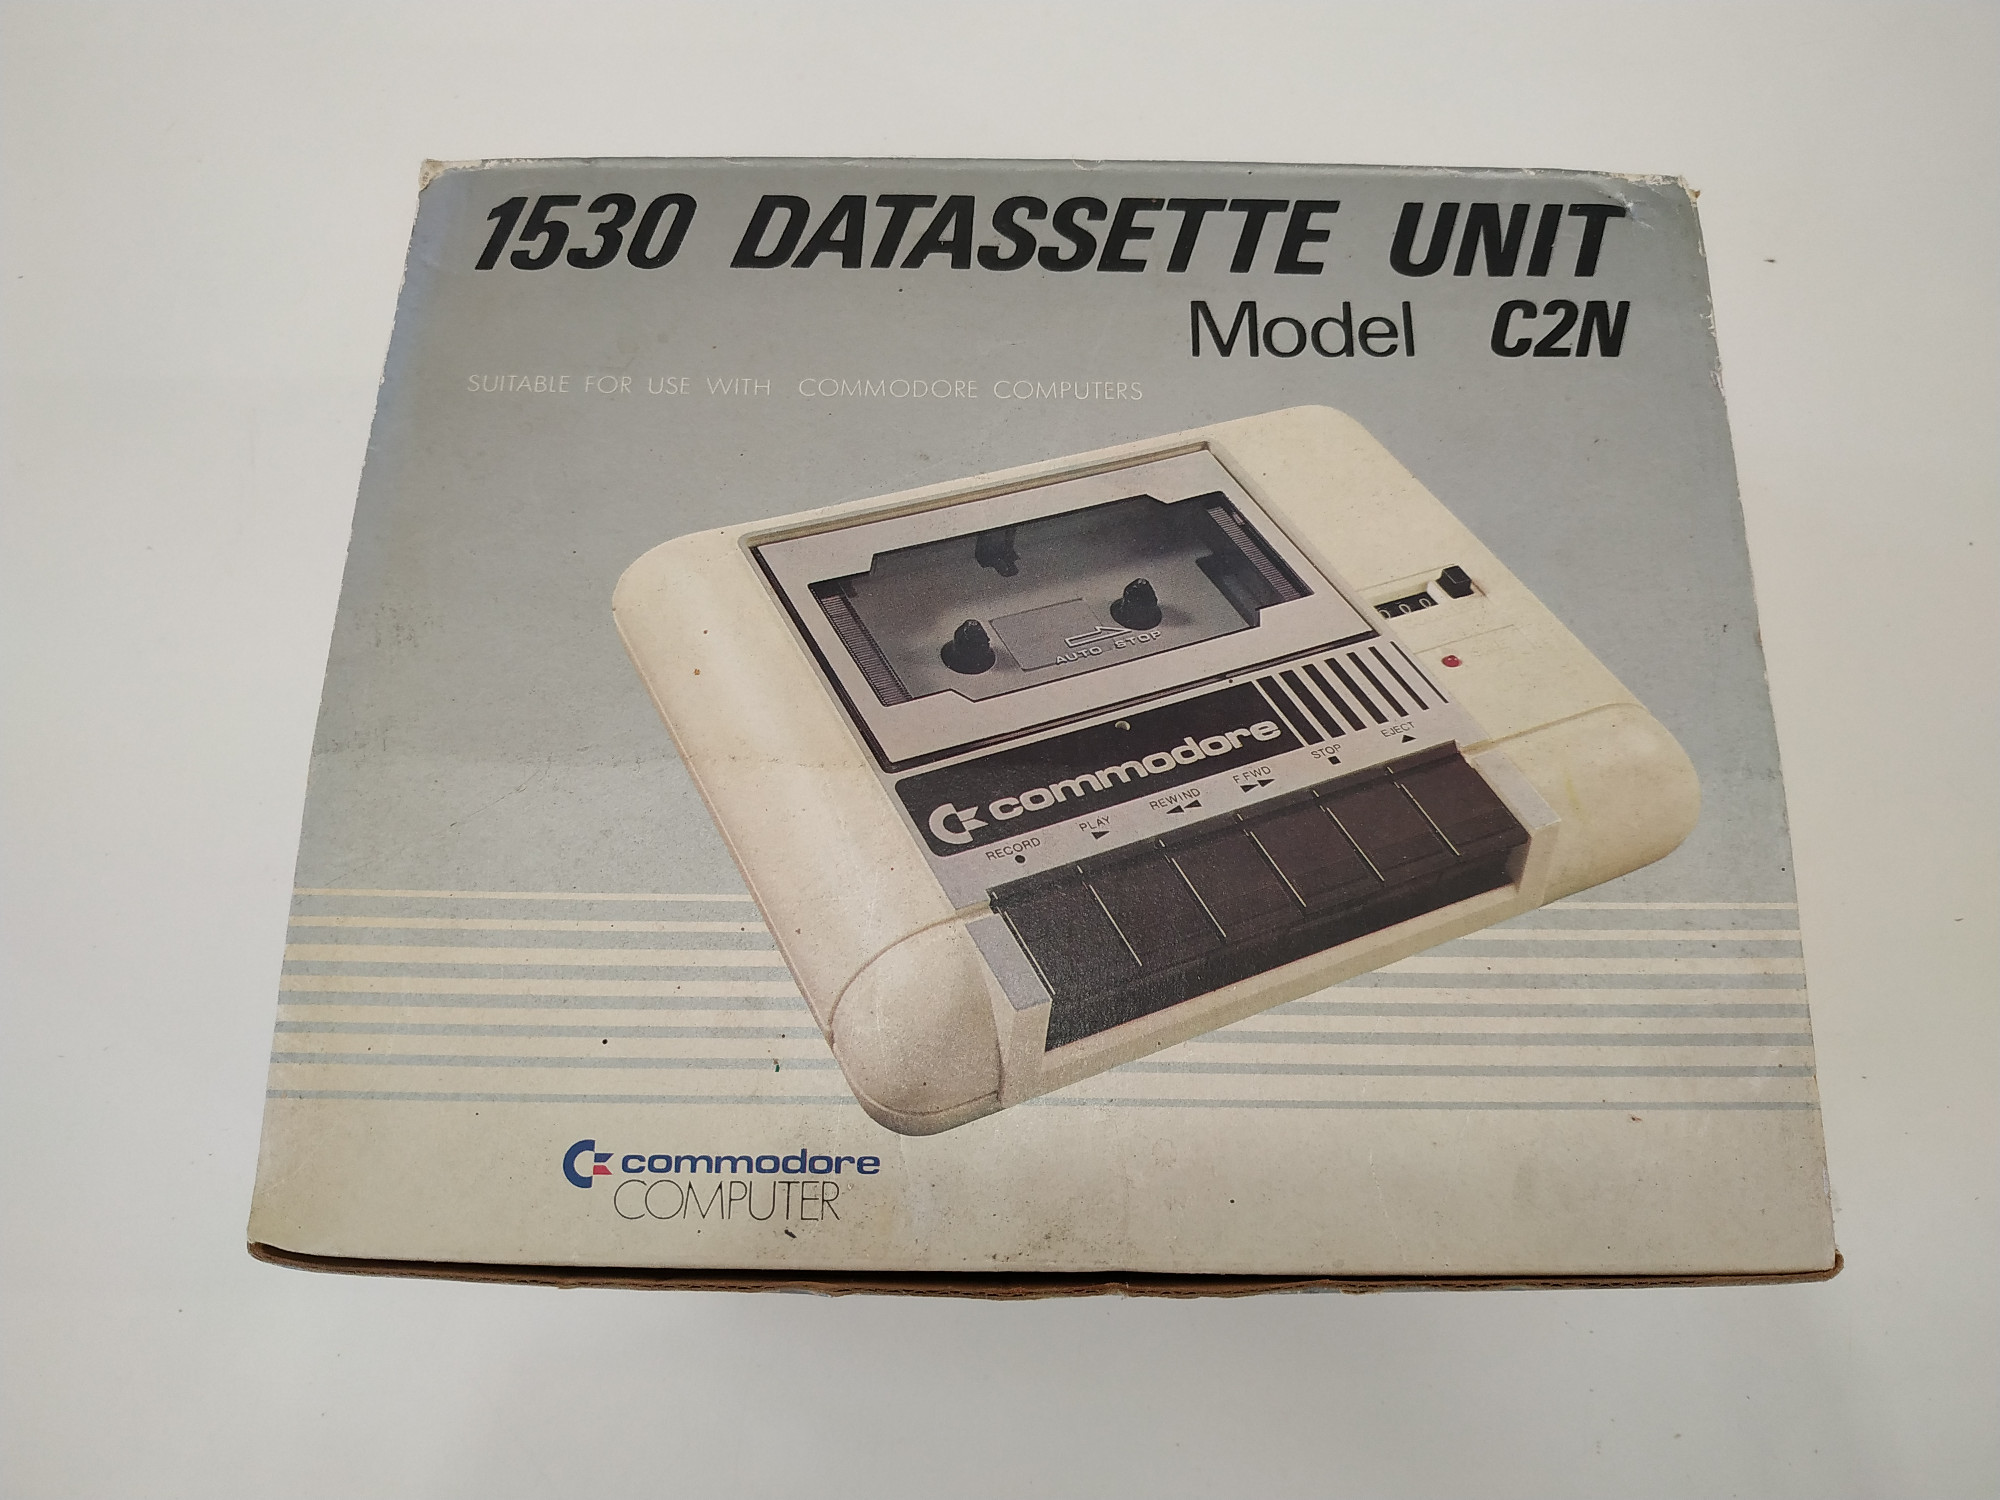 1530 DATASSETTE UNIT
Model C2N
SUITABLE FOR USE WITH COMMODORE COMPUTERS
AUTO STOP
000
commodore
RECORD
PLAY
REWIND
F.FWD
STOP
EJECT
commodore
COMPUTER